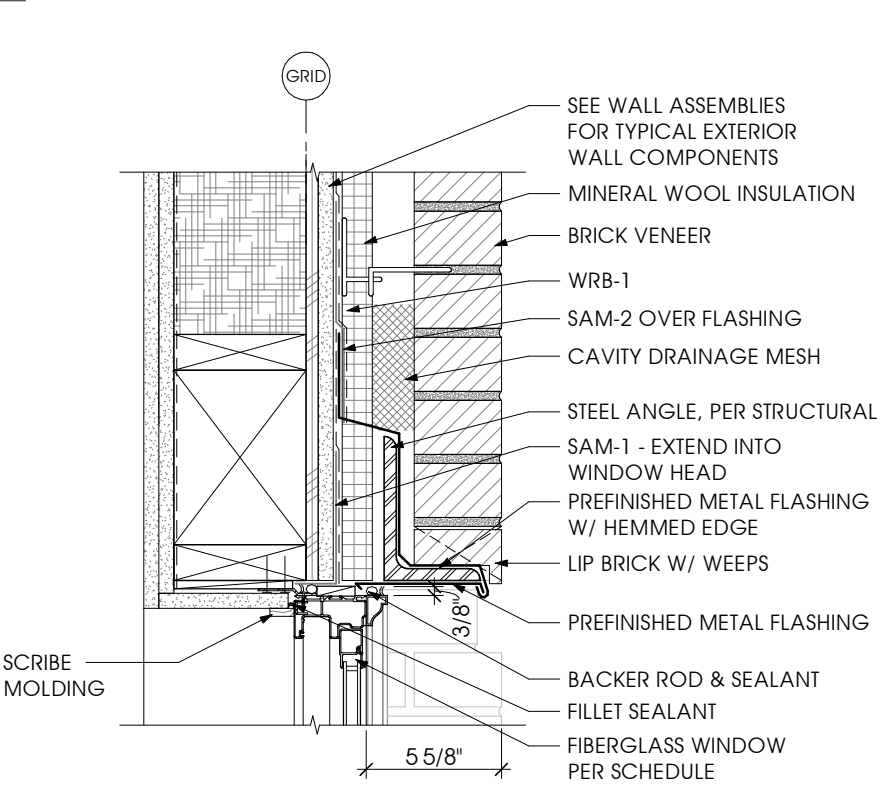 GRID
SEE WALL ASSEMBLIES
FOR TYPICAL EXTERIOR
WALL COMPONENTS
MINERAL WOOL INSULATION
BRICK VENEER
WRB-1
SAM-2 OVER FLASHING
CAVITY DRAINAGE MESH
STEEL ANGLE, PER STRUCTURAL
SAM-1 - EXTEND INTO
WINDOW HEAD
PREFINISHED METAL FLASHING
W/ HEMMED EDGE
LIP BRICK W/ WEEPS
3/8"
PREFINISHED METAL FLASHING
SCRIBE
MOLDING
BACKER ROD & SEALANT
FILLET SEALANT
FIBERGLASS WINDOW
PER SCHEDULE
5 5/8"